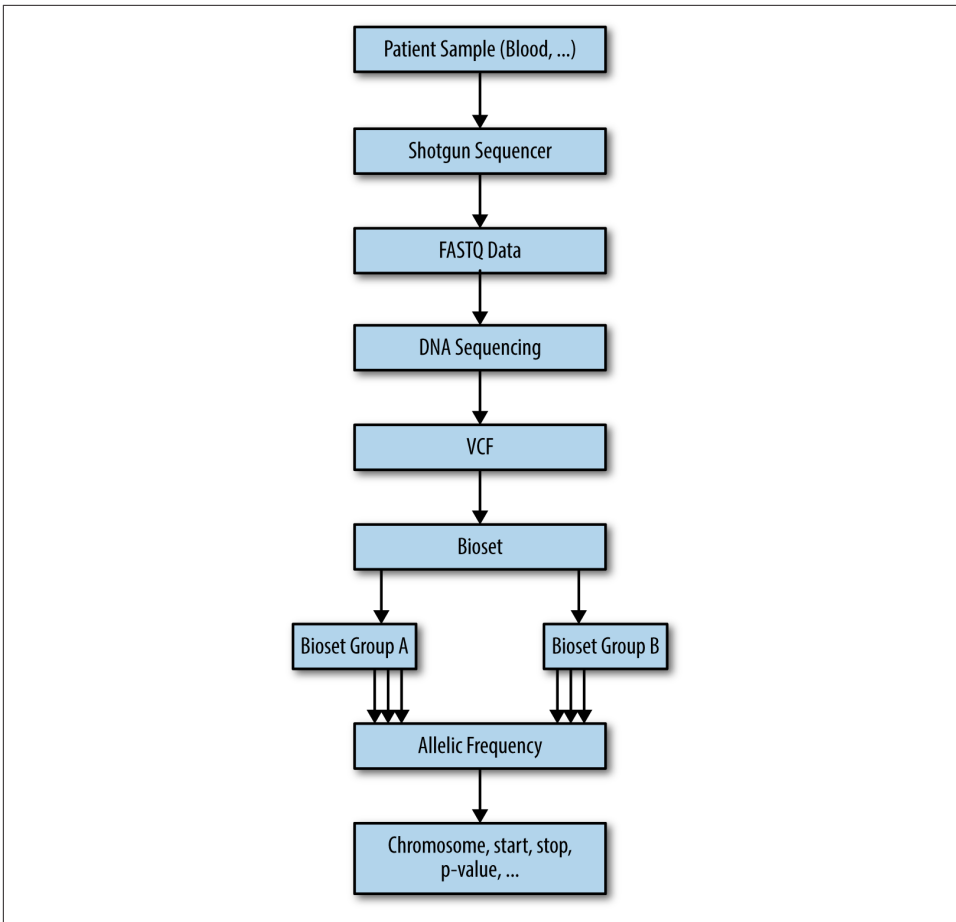 Patient Sample (Blood, ...)
Shotgun Sequencer
FASTQ Data
DNA Sequencing
VCF
Bioset
Bioset Group A
Bioset Group B
Allelic Frequency
Chromosome, start, stop,
p-value, ...